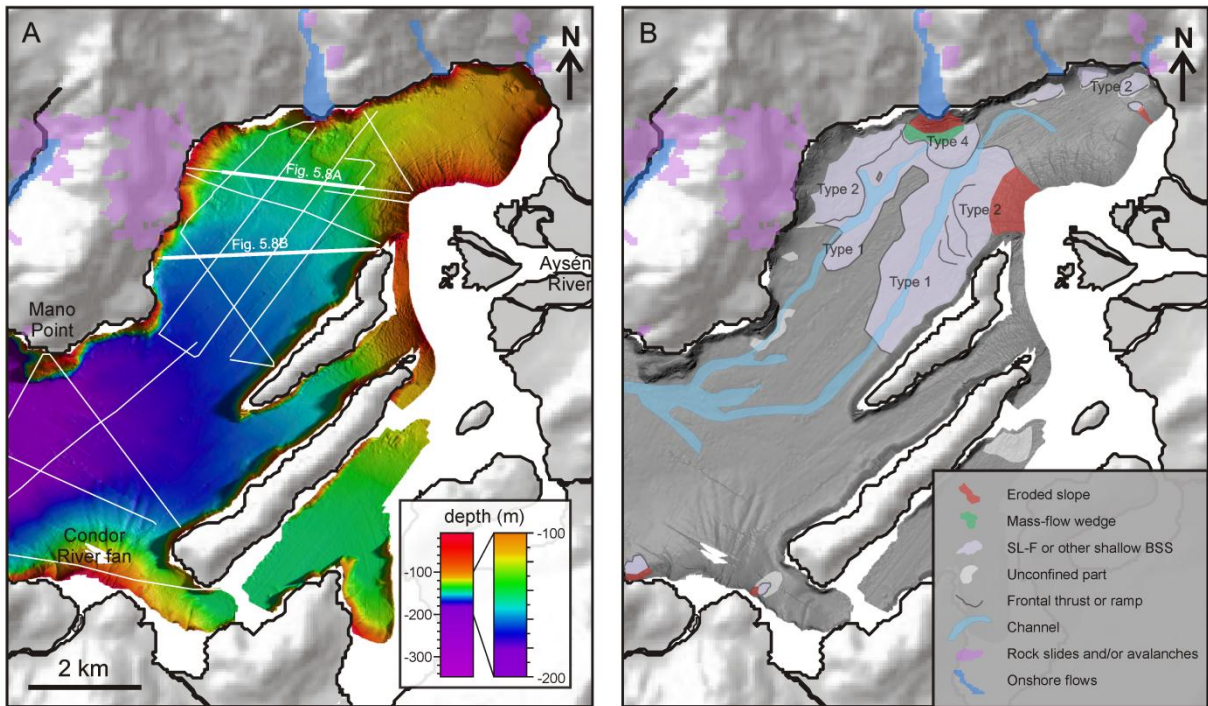 A
N
Fig. 5.8A
Fig. 5.8B
Mano
Point
Aysén
River
Condor
River fan
2 km
depth (m)
-100
-200
-300
-100
-200
B
N
Type 2
Type 4
Type 2
Type 2
Type 1
Type 1
Eroded slope
Mass-flow wedge
SL-F or other shallow BSS
Unconfined part
Frontal thrust or ramp
Channel
Rock slides and/or avalanches
Onshore flows